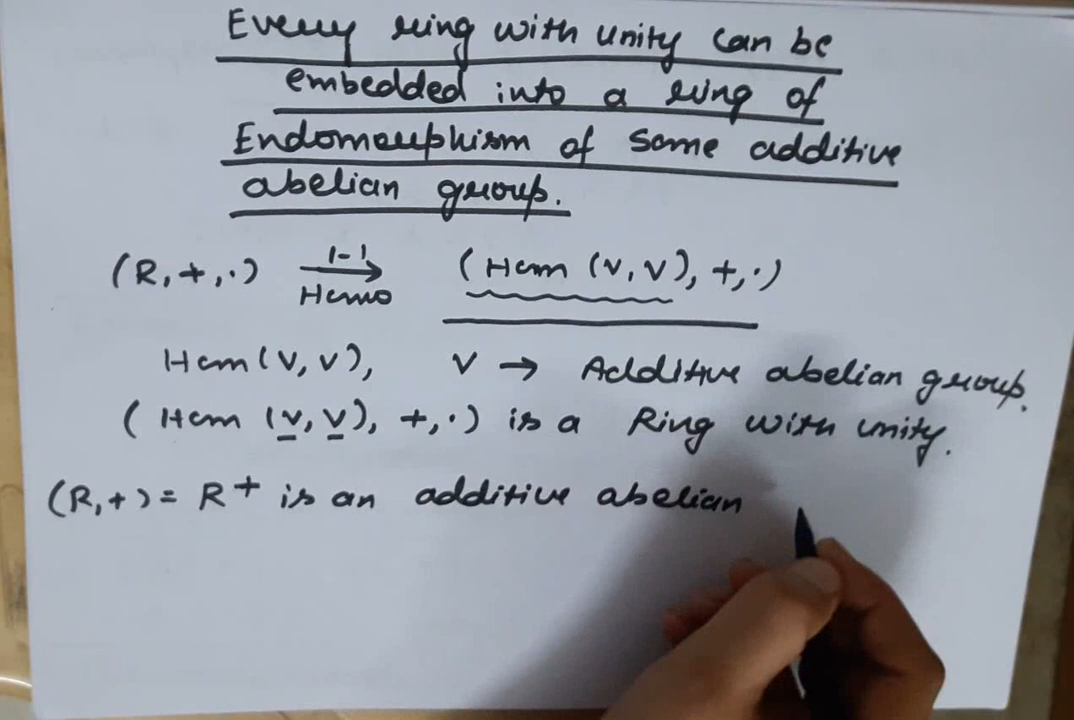 Every ring with unity can be
embedded into a ring of
Endomorphism of some additive
abelian group.
(R, +, ·) 1-1 → Homo (Hom (V, V), +, ·)
Hom (V, V), V → Additive abelian group.
(Hom (V, V), +, ·) is a Ring with unity.
(R, +) = R⁺ is an additive abelian